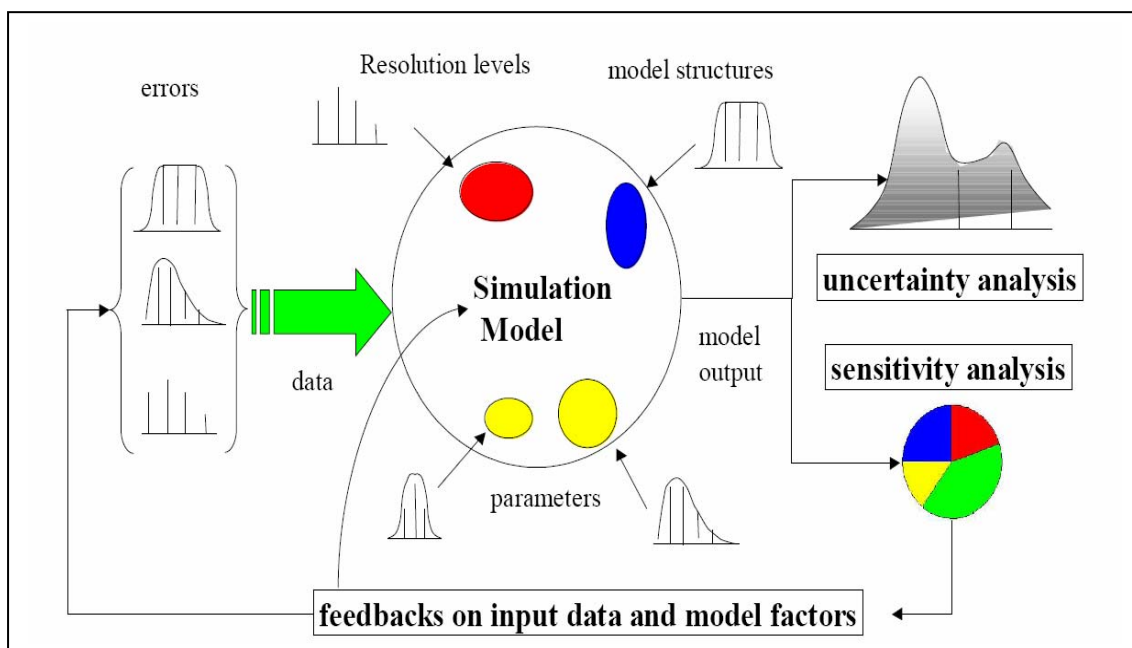 Resolution levels
model structures
errors
uncertainty analysis
Simulation
Model
model
output
data
sensitivity analysis
parameters
feedbacks on input data and model factors